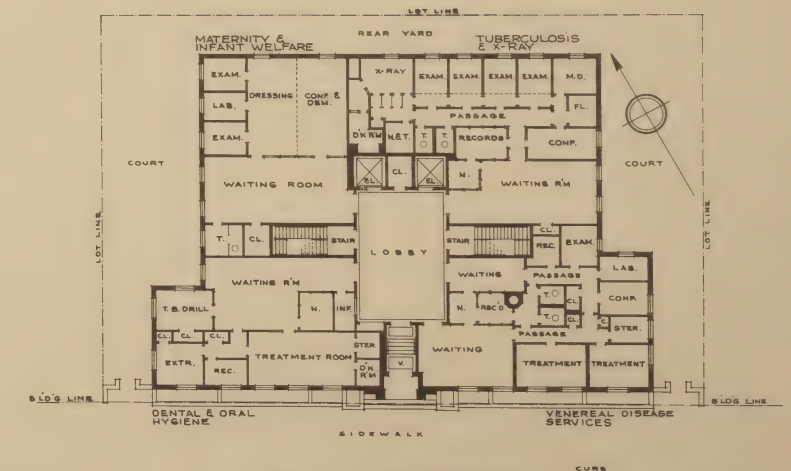 LOT LINE
REAR YARD
MATERNITY &
INFANT WELFARE
TUBERCULOSIS
& X-RAY
EXAM.
DRESSING
CONF. &
DEM.
X-RAY
EXAM.
EXAM.
EXAM.
EXAM.
M.D.
LAB.
FL.
PASSAGE
EXAM.
D'K R'M
N.E.T.
T.
T.
RECORDS
CONF.
COURT
COURT
WAITING ROOM
EL.
CL.
EL.
N.
WAITING R'M
LOT LINE
LOT LINE
T.
CL.
STAIR
LOBBY
STAIR
CL.
REC.
EXAM.
WAITING R'M
WAITING
PASSAGE
LAB.
T.B. DRILL
N.
INF.
N.
REC'D
T.
CL.
CONF.
T.
CL.
C.
STER.
CL.
CL.
CL.
PASSAGE
STER.
EXTR.
REC.
TREATMENT ROOM
D'K
R'M
V.
WAITING
TREATMENT
TREATMENT
BLD'G LINE
BLDG LINE
DENTAL & ORAL
HYGIENE
VENEREAL DISEASE
SERVICES
SIDEWALK
CURB